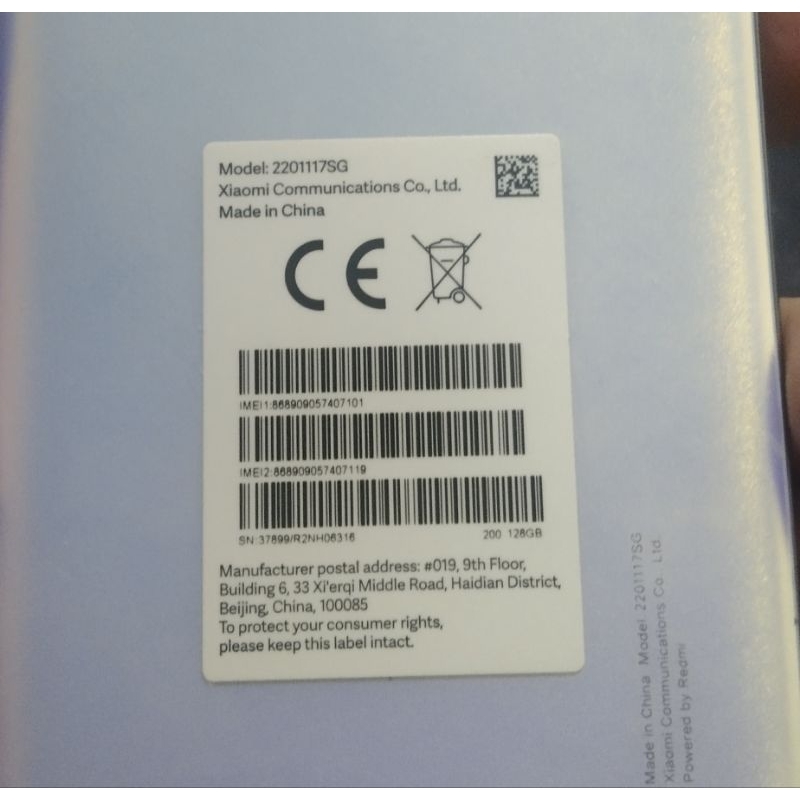 Model: 2201117SG
Xiaomi Communications Co., Ltd.
Made in China
CE
IMEI1:868909057407101
IMEI2:868909057407119
SN:37899/R2NH06316 200 128GB
Manufacturer postal address: #019, 9th Floor,
Building 6, 33 Xi'erqi Middle Road, Haidian District,
Beijing, China, 100085
To protect your consumer rights,
please keep this label intact.
Made in China Model: 2201117SG
Xiaomi Communications Co., Ltd.
Powered by Redmi